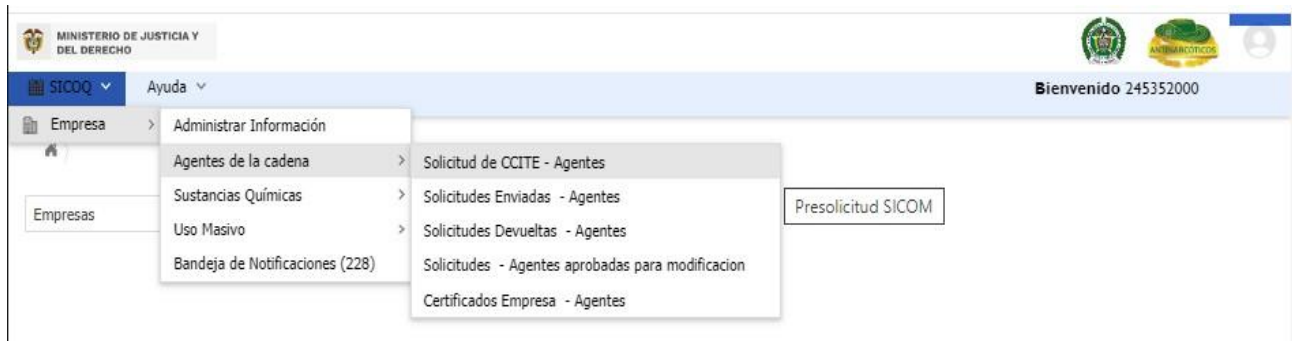 MINISTERIO DE JUSTICIA Y
DEL DERECHO
ANTINARCÓTICOS
SICOQ
Ayuda
Bienvenido 245352000
Empresa
Administrar Información
Agentes de la cadena
Solicitud de CCITE - Agentes
Sustancias Químicas
Solicitudes Enviadas - Agentes
Empresas
Presolicitud SICOM
Uso Masivo
Solicitudes Devueltas - Agentes
Bandeja de Notificaciones (228)
Solicitudes - Agentes aprobadas para modificacion
Certificados Empresa - Agentes